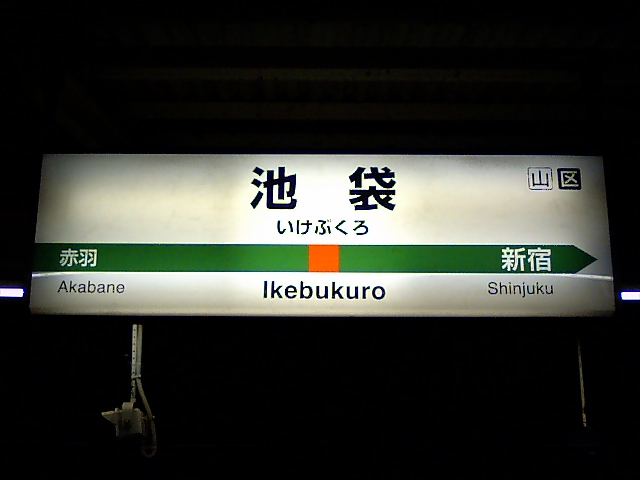 池 袋
山 区
いけぶくろ
赤羽 新宿
Akabane Ikebukuro Shinjuku